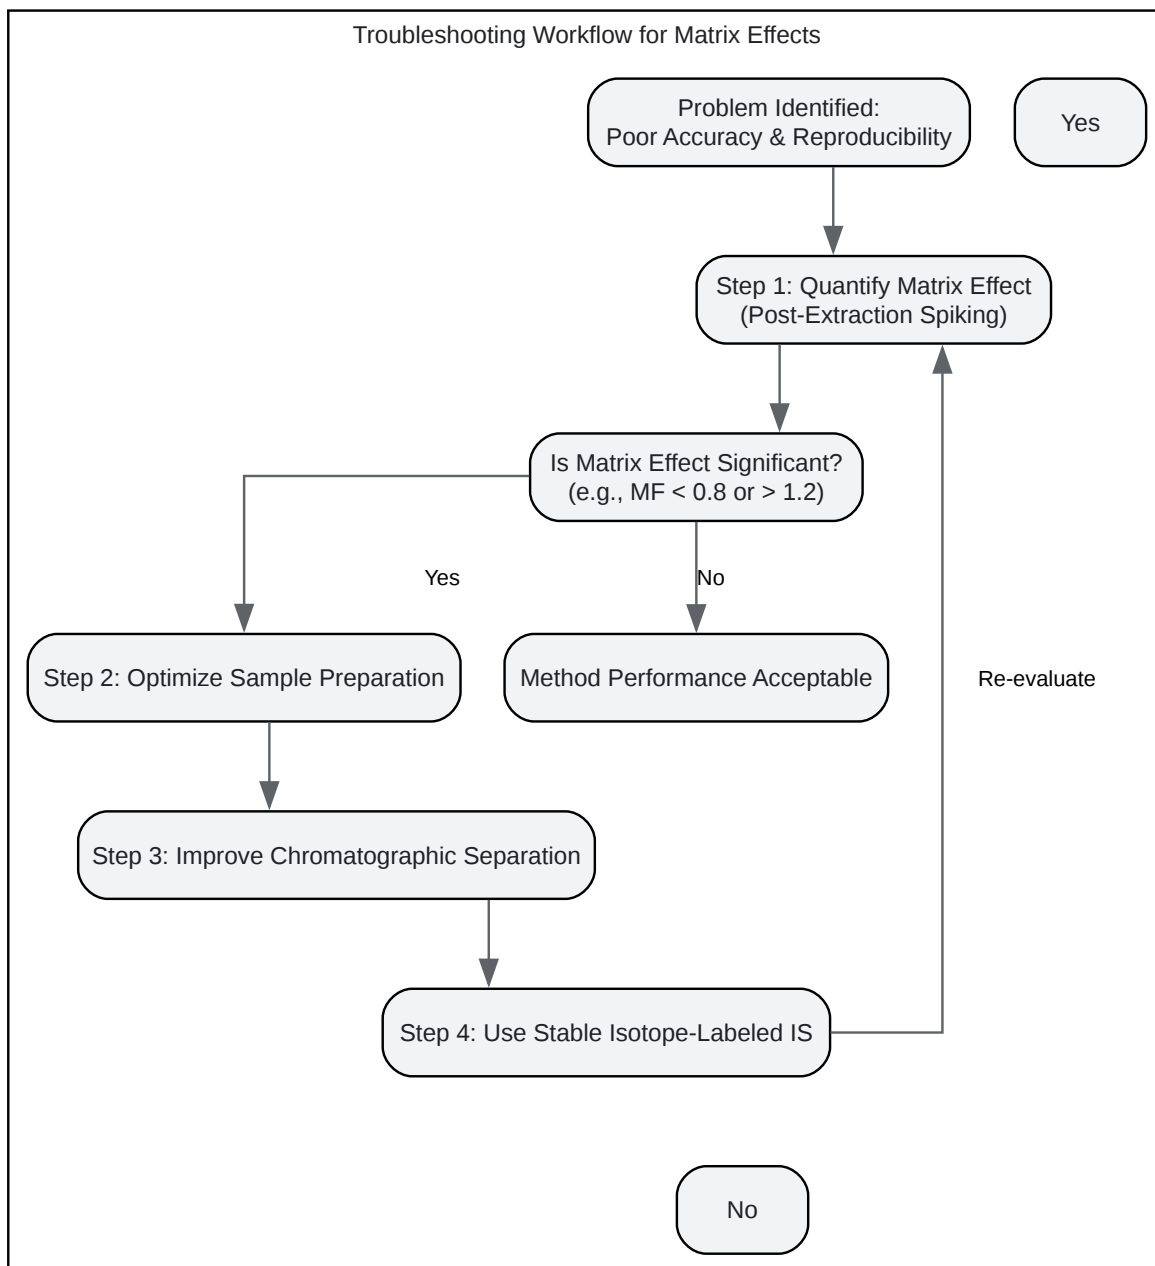 Troubleshooting Workflow for Matrix Effects
Problem Identified:
Poor Accuracy & Reproducibility
Yes
Step 1: Quantify Matrix Effect
(Post-Extraction Spiking)
Is Matrix Effect Significant?
(e.g., MF < 0.8 or > 1.2)
Yes
No
Step 2: Optimize Sample Preparation
Method Performance Acceptable
Re-evaluate
Step 3: Improve Chromatographic Separation
Step 4: Use Stable Isotope-Labeled IS
No